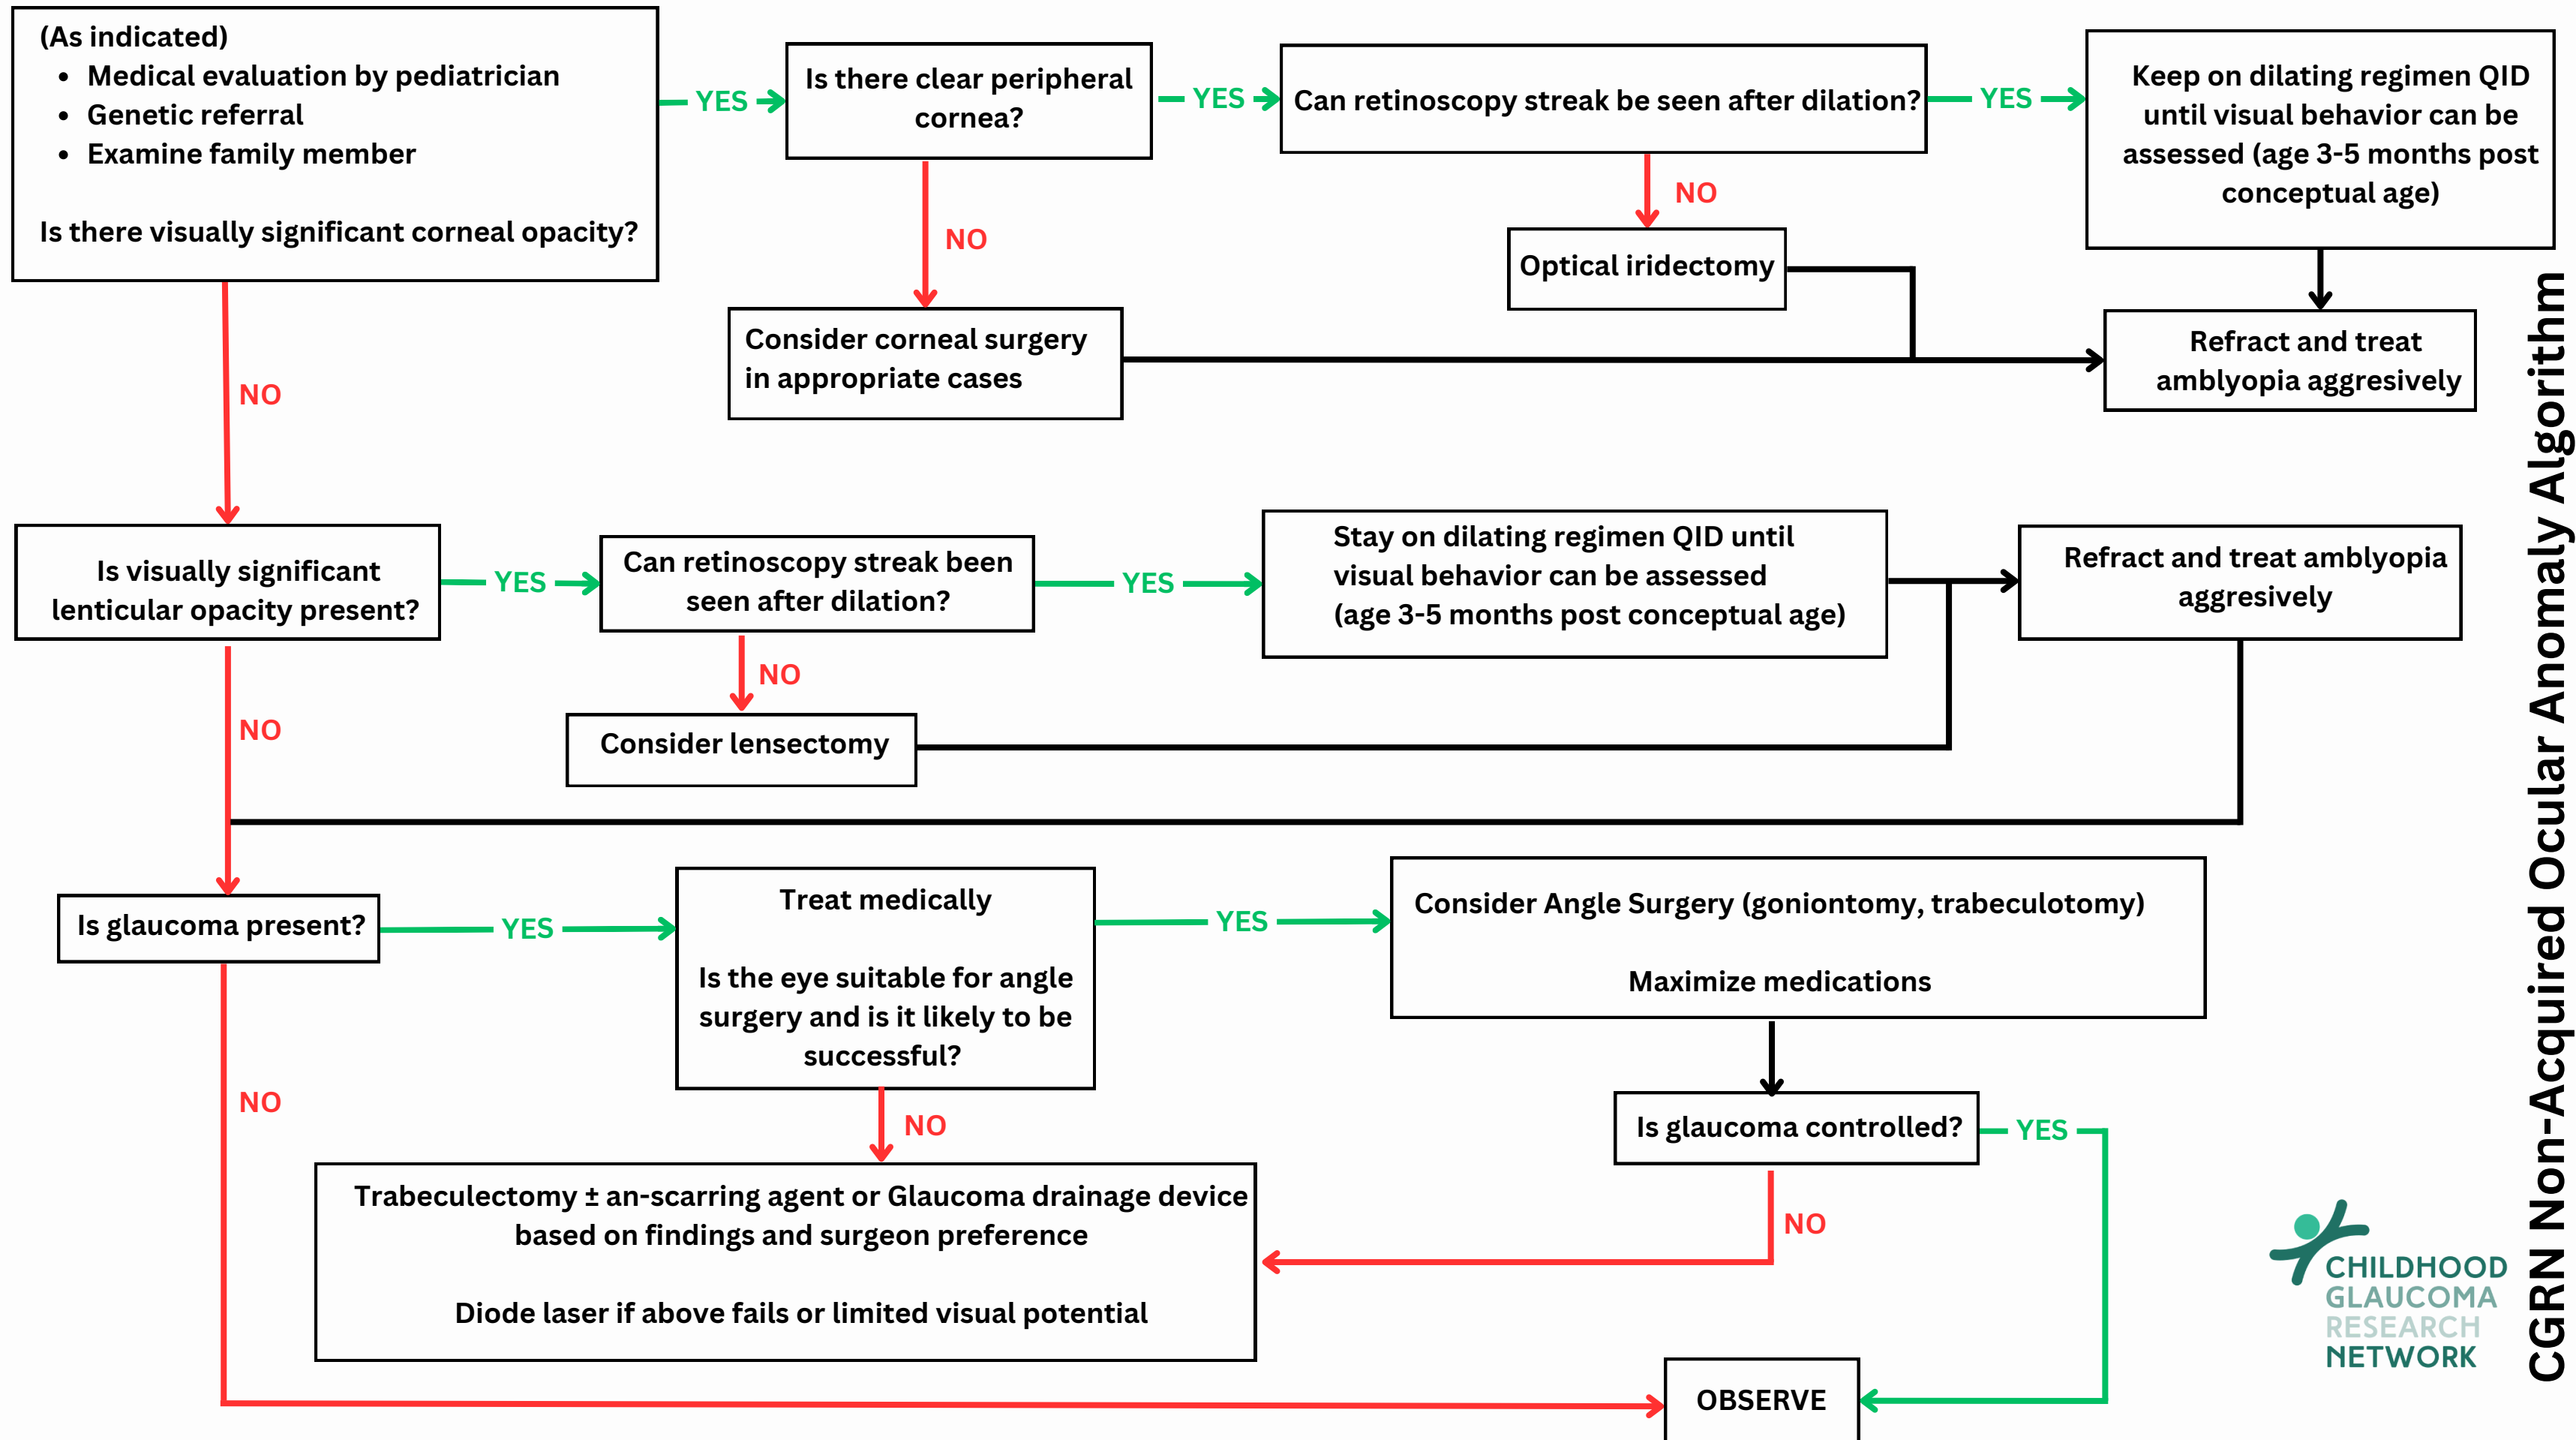 (As indicated)
• Medical evaluation by pediatrician
• Genetic referral
• Examine family member
Is there visually significant corneal opacity?
YES
Is there clear peripheral
cornea?
YES
Can retinoscopy streak be seen after dilation?
YES
Keep on dilating regimen QID
until visual behavior can be
assessed (age 3-5 months post
conceptual age)
NO
NO
Optical iridectomy
Consider corneal surgery
in appropriate cases
Refract and treat
amblyopia aggresively
NO
Is visually significant
lenticular opacity present?
YES
Can retinoscopy streak been
seen after dilation?
YES
Stay on dilating regimen QID until
visual behavior can be assessed
(age 3-5 months post conceptual age)
Refract and treat amblyopia
aggresively
NO
Consider lensectomy
NO
Is glaucoma present?
YES
Treat medically
Is the eye suitable for angle
surgery and is it likely to be
successful?
YES
Consider Angle Surgery (goniontomy, trabeculotomy)
Maximize medications
NO
NO
Is glaucoma controlled?
YES
Trabeculectomy ± an-scarring agent or Glaucoma drainage device
based on findings and surgeon preference
Diode laser if above fails or limited visual potential
NO
OBSERVE
CHILDHOOD
GLAUCOMA
RESEARCH
NETWORK
CGRN Non-Acquired Ocular Anomaly Algorithm